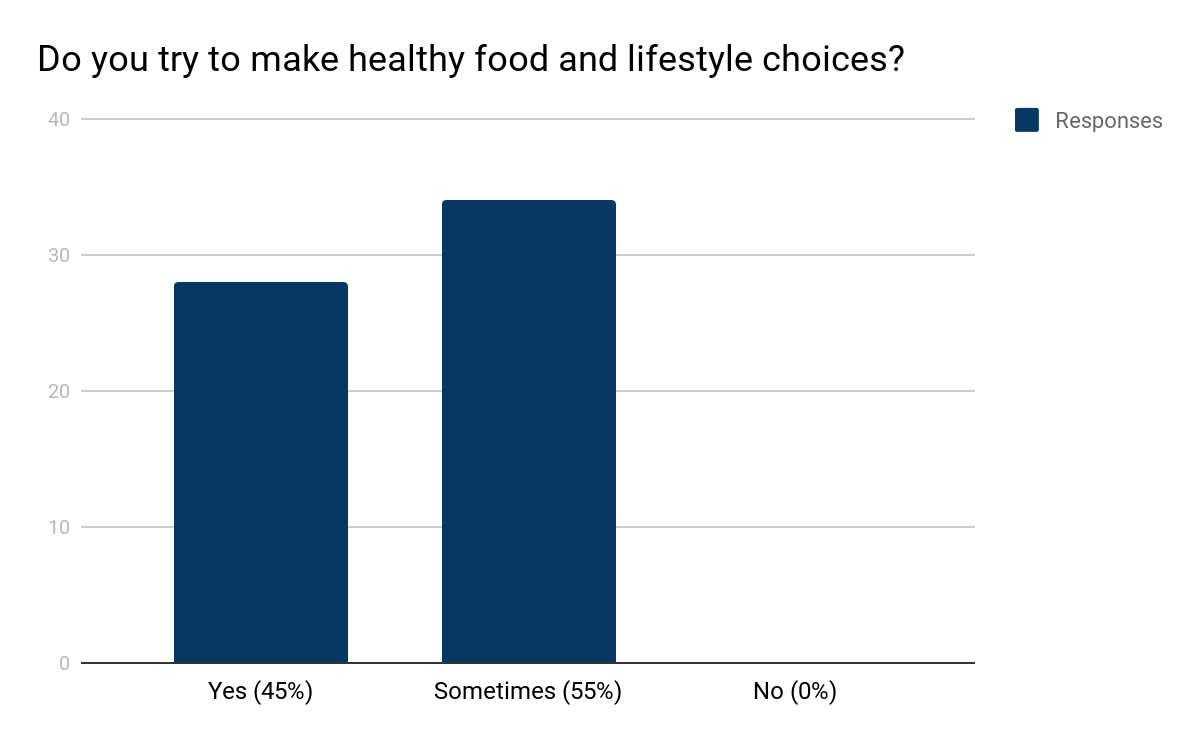 Do you try to make healthy food and lifestyle choices?
Responses
40
30
20
10
0
Yes (45%)
Sometimes (55%)
No (0%)